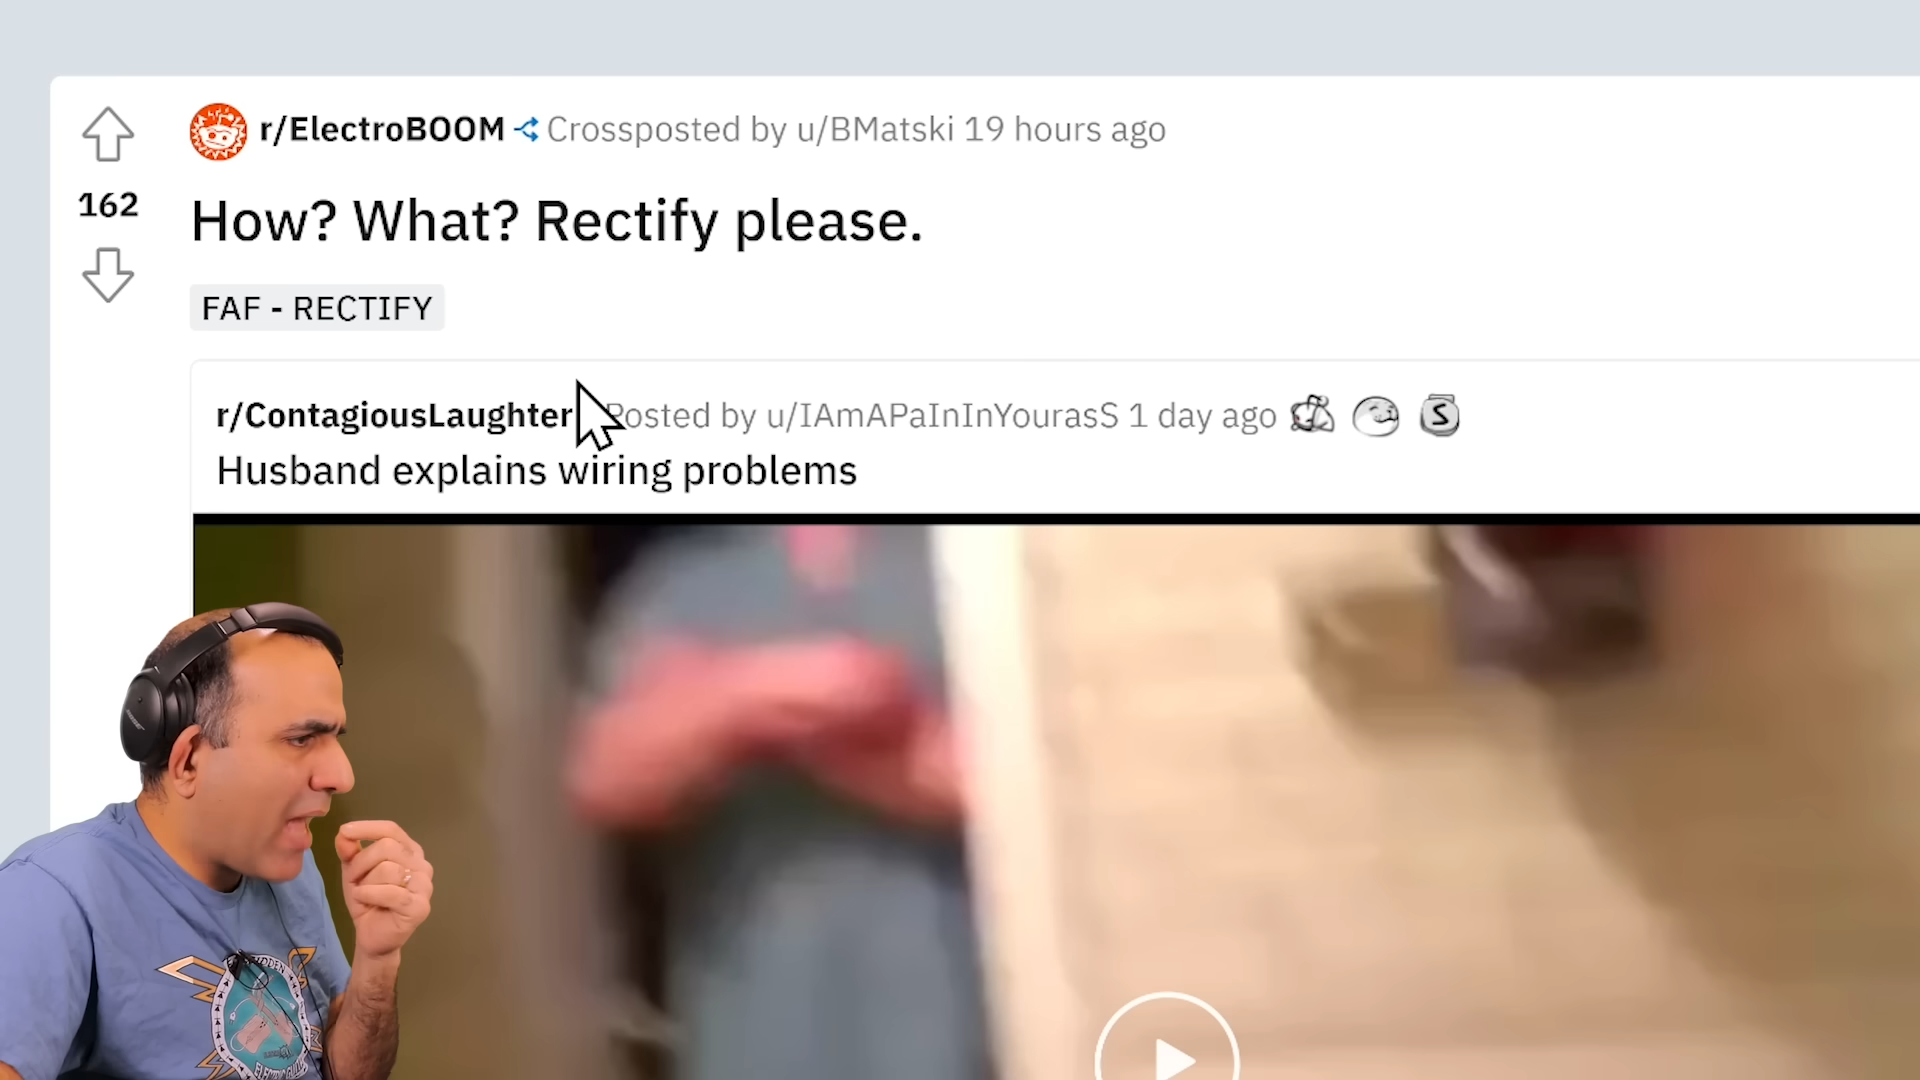 r/ElectroBOOM Crossposted by u/BMatski 19 hours ago
162
How? What? Rectify please.
FAF - RECTIFY
r/ContagiousLaughter Posted by u/IAmAPaInInYourasS 1 day ago
S
Husband explains wiring problems